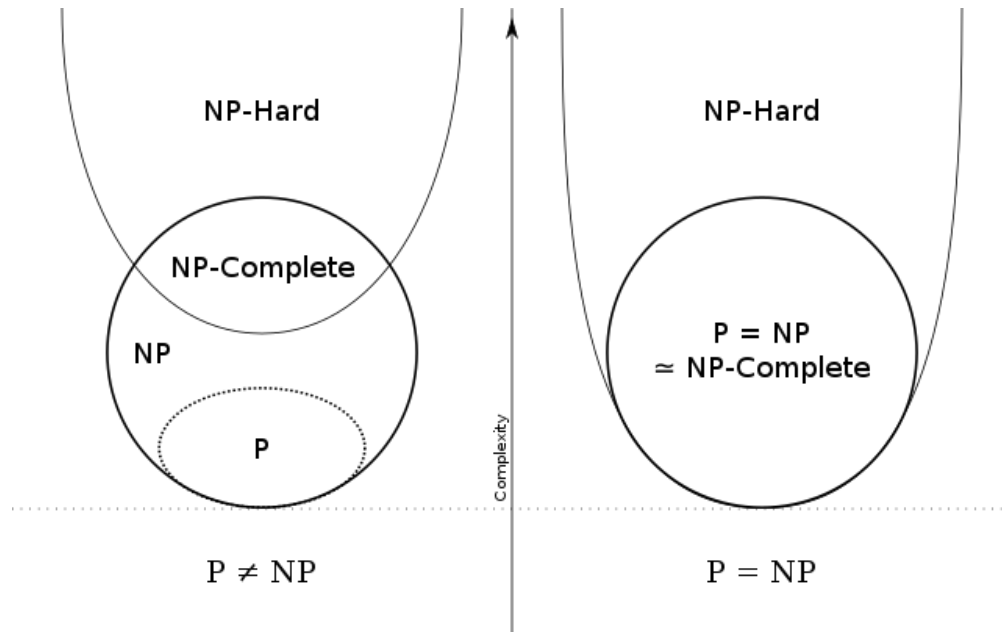 NP-Hard
NP-Complete
NP
P
P ≠ NP
Complexity
NP-Hard
P = NP
≃ NP-Complete
P = NP